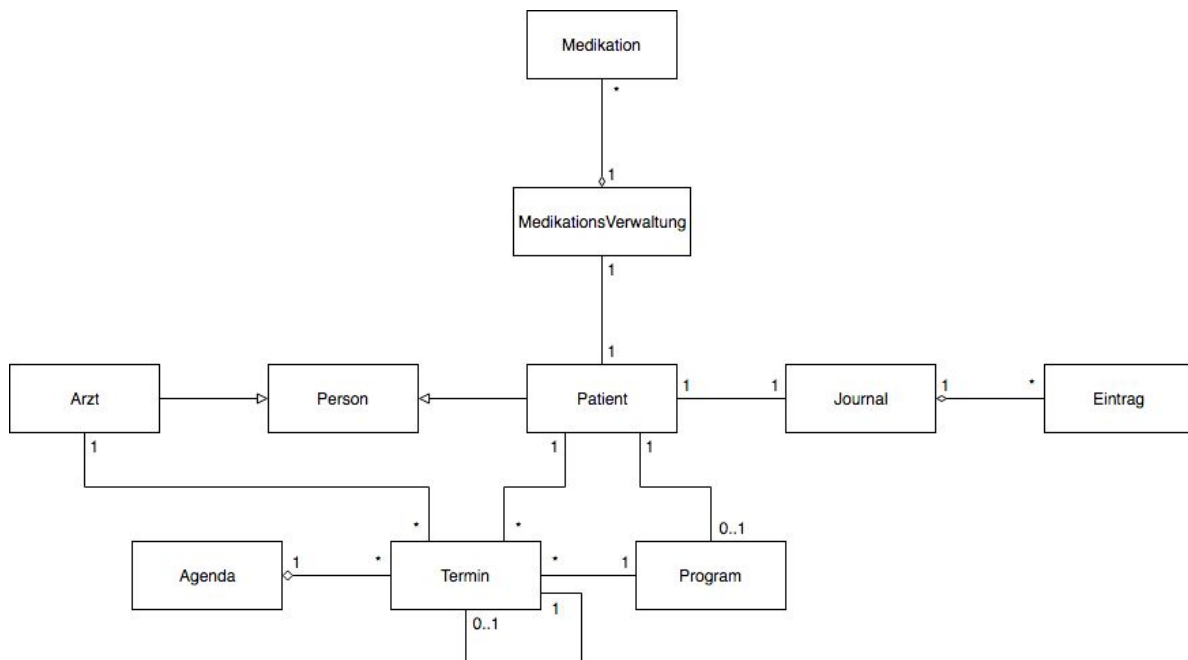 Medikation
*
1
MedikationsVerwaltung
1
1
Arzt
Person
Patient
1
1
Journal
1
*
Eintrag
1
1
1
*
*
0..1
Agenda
1
*
Termin
*
1
Program
0..1
1